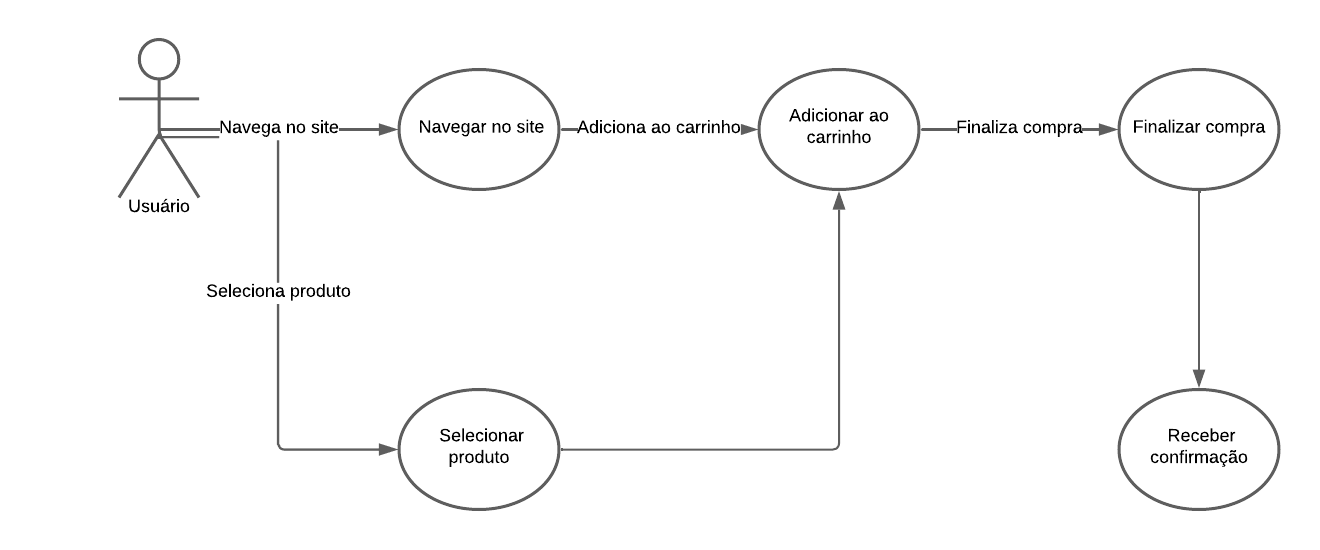 Navega no site
Navegar no site
Adiciona ao carrinho
Adicionar ao
carrinho
Finaliza compra
Finalizar compra
Usuário
Seleciona produto
Selecionar
produto
Receber
confirmação